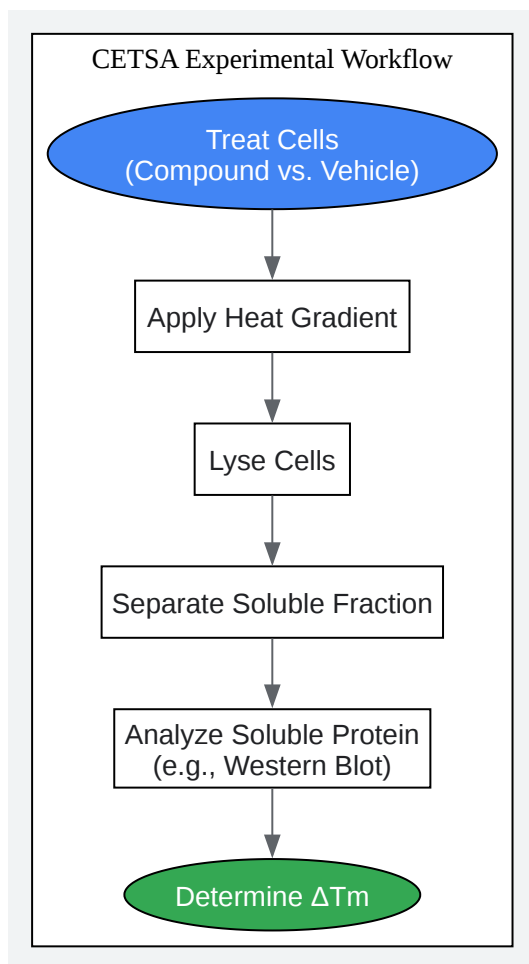 CETSA Experimental Workflow
Treat Cells
(Compound vs. Vehicle)
Apply Heat Gradient
Lyse Cells
Separate Soluble Fraction
Analyze Soluble Protein
(e.g., Western Blot)
Determine ΔTm